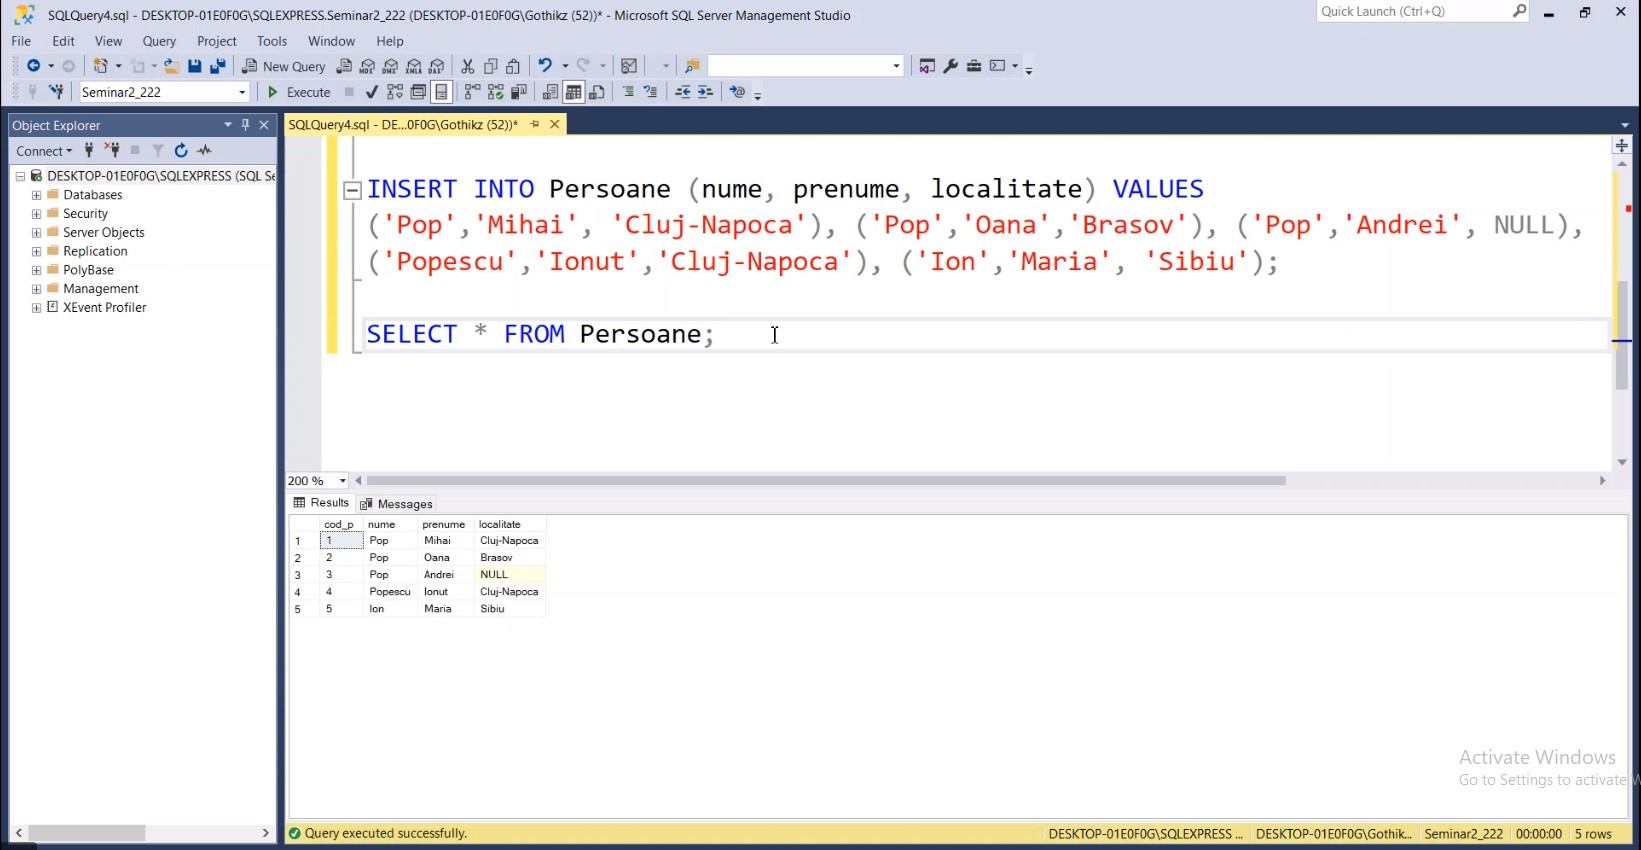 SQLQuery4.sql - DESKTOP-01E0F0G\SQLEXPRESS.Seminar2_222 (DESKTOP-01E0F0G\Gothikz (52))* - Microsoft SQL Server Management Studio
Quick Launch (Ctrl+Q)
File Edit View Query Project Tools Window Help
New Query
MDX DMX XMLA DAX
Seminar2_222
Execute
Object Explorer
SQLQuery4.sql - DE...0F0G\Gothikz (52))*
Connect
DESKTOP-01E0F0G\SQLEXPRESS (SQL Se
Databases
Security
Server Objects
Replication
PolyBase
Management
XEvent Profiler
INSERT INTO Persoane (nume, prenume, localitate) VALUES
('Pop','Mihai', 'Cluj-Napoca'), ('Pop','Oana','Brasov'), ('Pop','Andrei', NULL),
('Popescu','Ionut','Cluj-Napoca'), ('Ion','Maria', 'Sibiu');
SELECT * FROM Persoane;
200 %
Results Messages
cod_p nume prenume localitate
1 1 Pop Mihai Cluj-Napoca
2 2 Pop Oana Brasov
3 3 Pop Andrei NULL
4 4 Popescu Ionut Cluj-Napoca
5 5 Ion Maria Sibiu
Activate Windows
Go to Settings to activate W
Query executed successfully.
DESKTOP-01E0F0G\SQLEXPRESS ... DESKTOP-01E0F0G\Gothik... Seminar2_222 00:00:00 5 rows